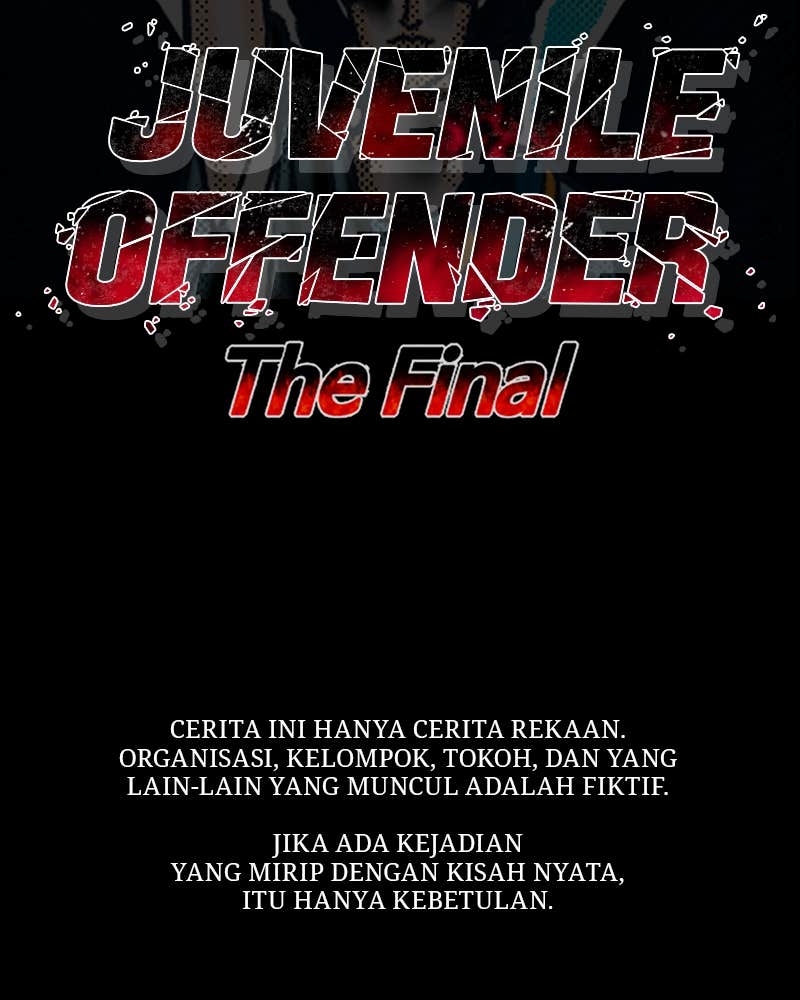 JUVENILE
OFFENDER
The Final
CERITA INI HANYA CERITA REKAAN.
ORGANISASI, KELOMPOK, TOKOH, DAN YANG
LAIN-LAIN YANG MUNCUL ADALAH FIKTIF.
JIKA ADA KEJADIAN
YANG MIRIP DENGAN KISAH NYATA,
ITU HANYA KEBETULAN.